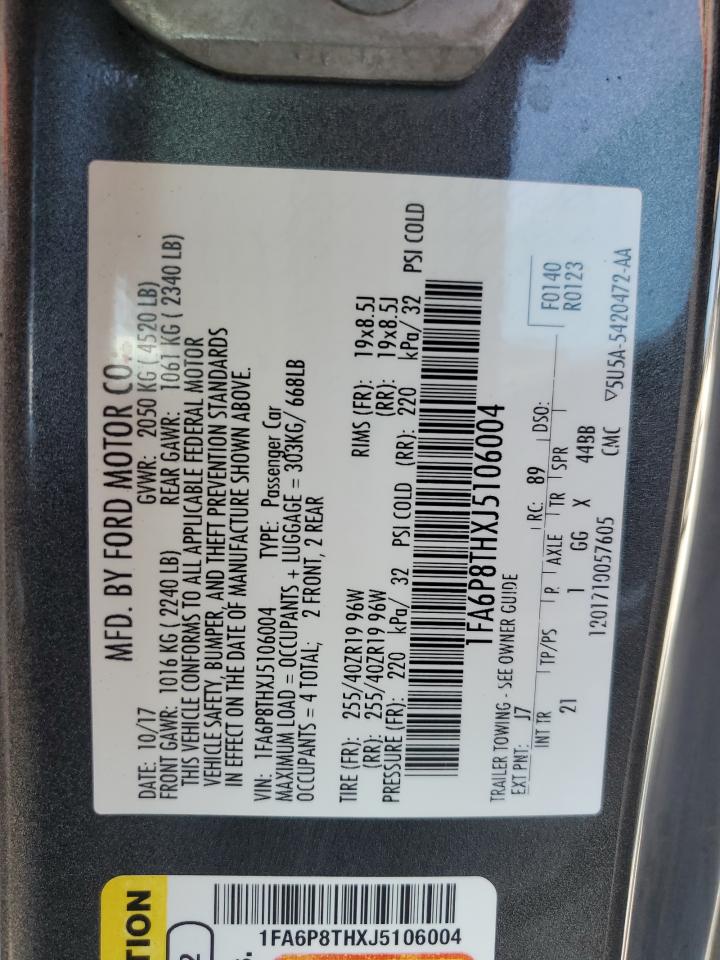 MFD. BY FORD MOTOR CO.
DATE: 10/17 GVWR: 2050 KG ( 4520 LB)
FRONT GAWR: 1016 KG ( 2240 LB) REAR GAWR: 1061 KG ( 2340 LB)
THIS VEHICLE CONFORMS TO ALL APPLICABLE FEDERAL MOTOR
VEHICLE SAFETY, BUMPER, AND THEFT PREVENTION STANDARDS
IN EFFECT ON THE DATE OF MANUFACTURE SHOWN ABOVE.
VIN: 1FA6P8THXJ5106004 TYPE: Passenger Car
MAXIMUM LOAD = OCCUPANTS + LUGGAGE = 303KG/ 668LB
OCCUPANTS = 4 TOTAL; 2 FRONT, 2 REAR
TIRE (FR): 255/40ZR19 96W RIMS (FR): 19x8.5J
(RR): 255/40ZR19 96W (RR): 19x8.5J
PRESSURE (FR): 220 kPa/ 32 PSI COLD (RR): 220 kPa/ 32 PSI COLD
1FA6P8THXJ5106004
TRAILER TOWING - SEE OWNER GUIDE
EXT PNT: J7 RC: 89 DSO: F0140
INT TR TP/PS P. AXLE TR SPR R0123
21 1 GG X 44BB
1201710057605 CMC ▽5U5A-5420472-AA
TION
2
1FA6P8THXJ5106004